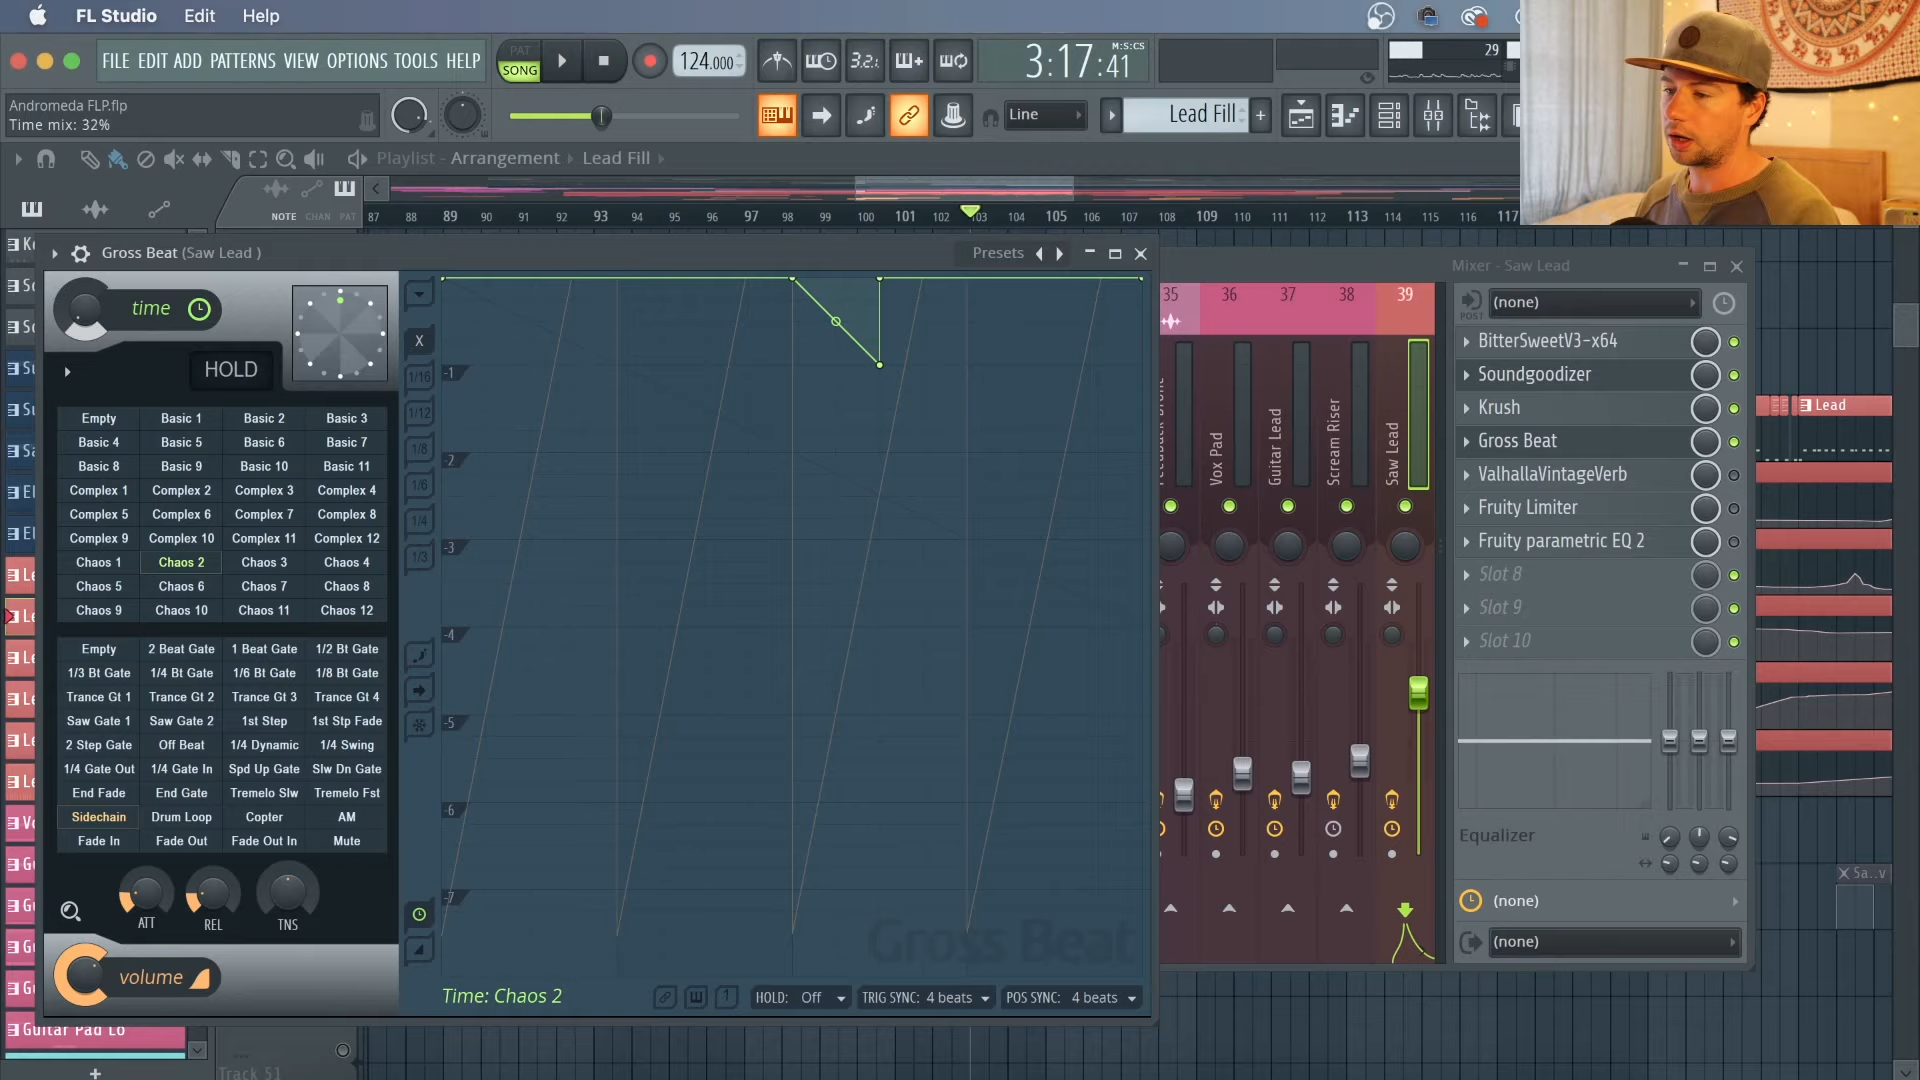 FL Studio Edit Help
FILE EDIT ADD PATTERNS VIEW OPTIONS TOOLS HELP
PAT
SONG
124.000
3.2.
3:17:41
M:S:CS
29
Andromeda FLP.flp
Time mix: 32%
Line
Lead Fill
Playlist - Arrangement Lead Fill
NOTE CHAN PAT
87 88 89 90 91 92 93 94 95 96 97 98 99 100 101 102 103 104 105 106 107 108 109 110 111 112 113 114 115 116 117
Gross Beat (Saw Lead )
Presets
time
HOLD
Empty Basic 1 Basic 2 Basic 3
Basic 4 Basic 5 Basic 6 Basic 7
Basic 8 Basic 9 Basic 10 Basic 11
Complex 1 Complex 2 Complex 3 Complex 4
Complex 5 Complex 6 Complex 7 Complex 8
Complex 9 Complex 10 Complex 11 Complex 12
Chaos 1 Chaos 2 Chaos 3 Chaos 4
Chaos 5 Chaos 6 Chaos 7 Chaos 8
Chaos 9 Chaos 10 Chaos 11 Chaos 12
Empty 2 Beat Gate 1 Beat Gate 1/2 Bt Gate
1/3 Bt Gate 1/4 Bt Gate 1/6 Bt Gate 1/8 Bt Gate
Trance Gt 1 Trance Gt 2 Trance Gt 3 Trance Gt 4
Saw Gate 1 Saw Gate 2 1st Step 1st Stp Fade
2 Step Gate Off Beat 1/4 Dynamic 1/4 Swing
1/4 Gate Out 1/4 Gate In Spd Up Gate Slw Dn Gate
End Fade End Gate Tremelo Slw Tremelo Fst
Sidechain Drum Loop Copter AM
Fade In Fade Out Fade Out In Mute
ATT REL TNS
volume
X
1/16
1/12
1/8
1/6
1/4
1/3
-1
-2
-3
-4
-5
-6
-7
Gross Beat
Time: Chaos 2
HOLD: Off
TRIG SYNC: 4 beats
POS SYNC: 4 beats
Guitar Pad Lo
Track 51
Mixer - Saw Lead
35 36 37 38 39
Vox Pad
Guitar Lead
Scream Riser
Saw Lead
POST
(none)
BitterSweetV3-x64
Soundgoodizer
Krush
Gross Beat
ValhallaVintageVerb
Fruity Limiter
Fruity parametric EQ 2
Slot 8
Slot 9
Slot 10
Equalizer
(none)
(none)
Lead
Sa..v